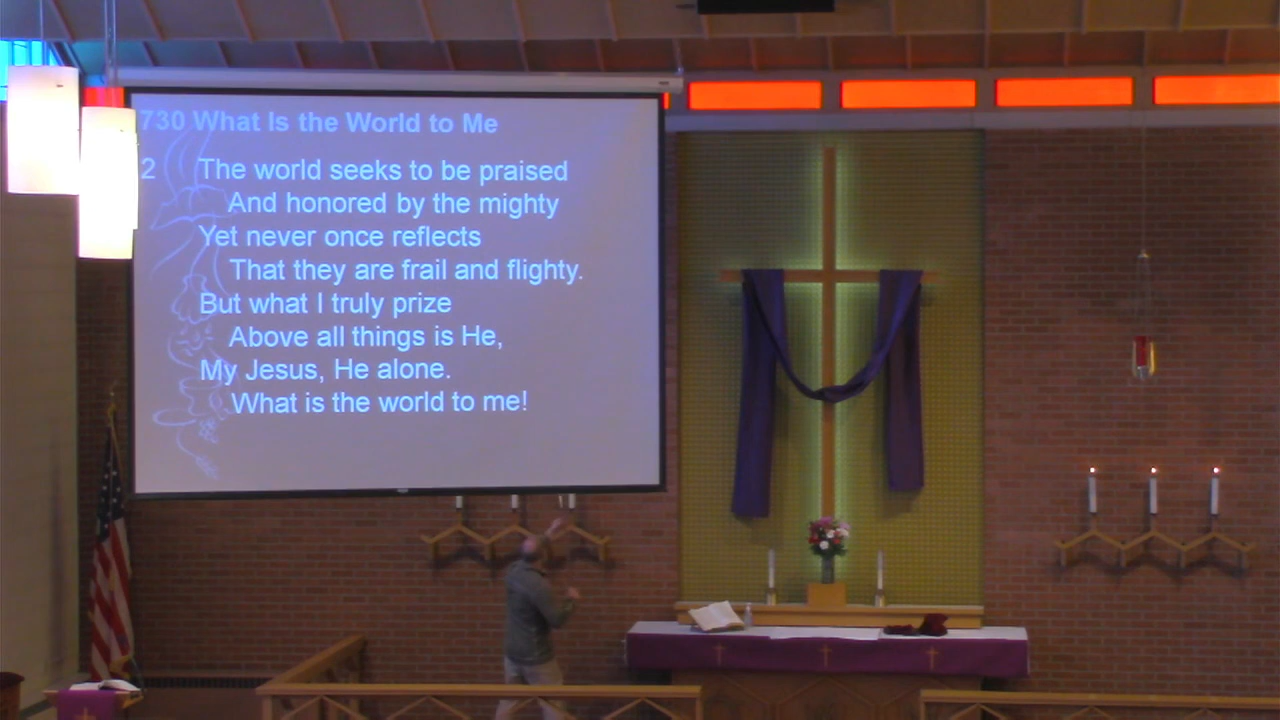 730 What Is the World to Me
2 The world seeks to be praised
And honored by the mighty
Yet never once reflects
That they are frail and flighty.
But what I truly prize
Above all things is He,
My Jesus, He alone.
What is the world to me!